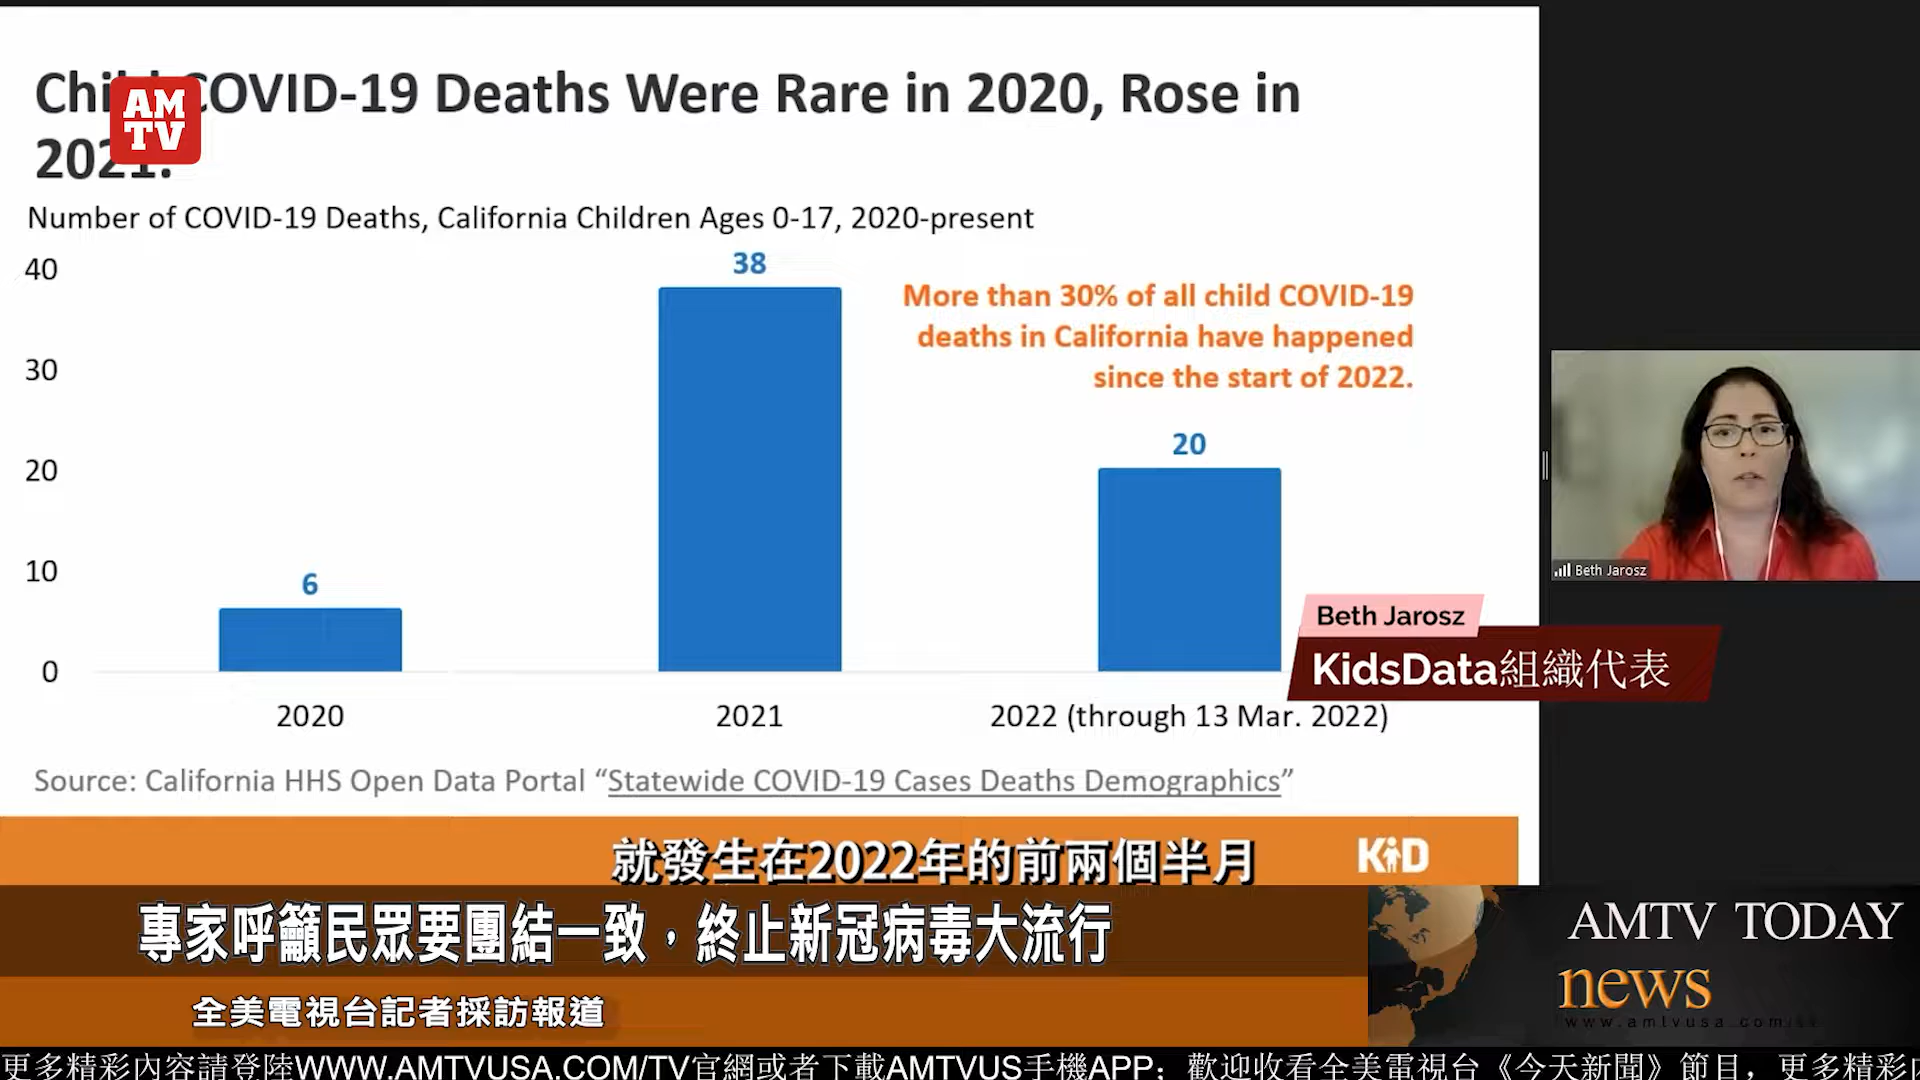 Child COVID-19 Deaths Were Rare in 2020, Rose in
2021.
AM
TV
Number of COVID-19 Deaths, California Children Ages 0-17, 2020-present
40
30
20
10
0
6
38
20
More than 30% of all child COVID-19
deaths in California have happened
since the start of 2022.
2020
2021
2022 (through 13 Mar. 2022)
Source: California HHS Open Data Portal “Statewide COVID-19 Cases Deaths Demographics”
Beth Jarosz
Beth Jarosz
KidsData組織代表
就發生在2022年的前兩個半月
KiD
專家呼籲民眾要團結一致，終止新冠病毒大流行
全美電視台記者採訪報道
AMTV TODAY
news
www.amtvusa.com
更多精彩內容請登陸WWW.AMTVUSA.COM/TV官網或者下載AMTVUS手機APP；歡迎收看全美電視台《今天新聞》節目，更多精彩